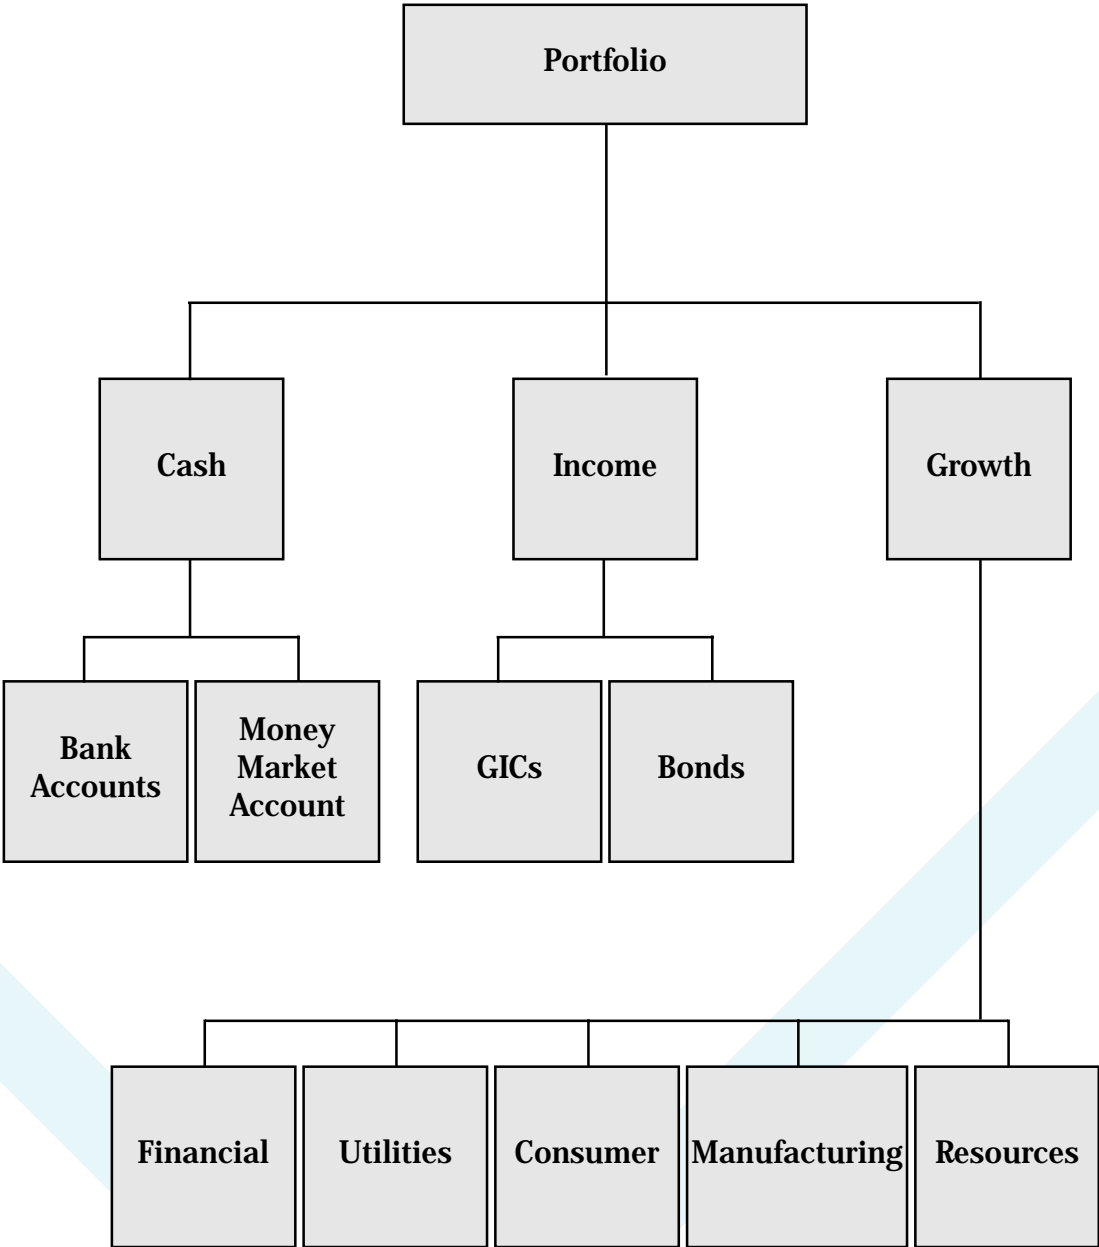 Portfolio
Cash
Income
Growth
Bank
Accounts
Money
Market
Account
GICs
Bonds
Financial
Utilities
Consumer
Manufacturing
Resources